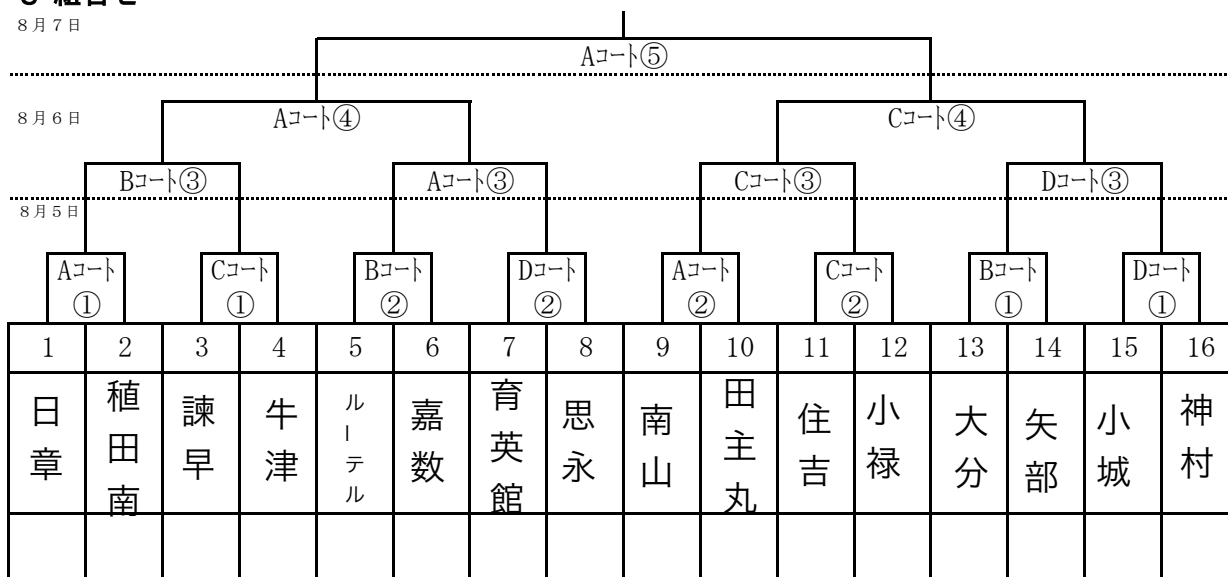 8月7日
Aコート⑤
8月6日
Aコート④ Cコート④
Bコート③ Aコート③ Cコート③ Dコート③
8月5日
Aコート Cコート Bコート Dコート Aコート Cコート Bコート Dコート
① ① ② ② ② ② ① ①
1 2 3 4 5 6 7 8 9 10 11 12 13 14 15 16
日章 稙田南 諫早 牛津 ルーテル 嘉数 育英館 思永 南山 田主丸 住吉 小禄 大分 矢部 小城 神村